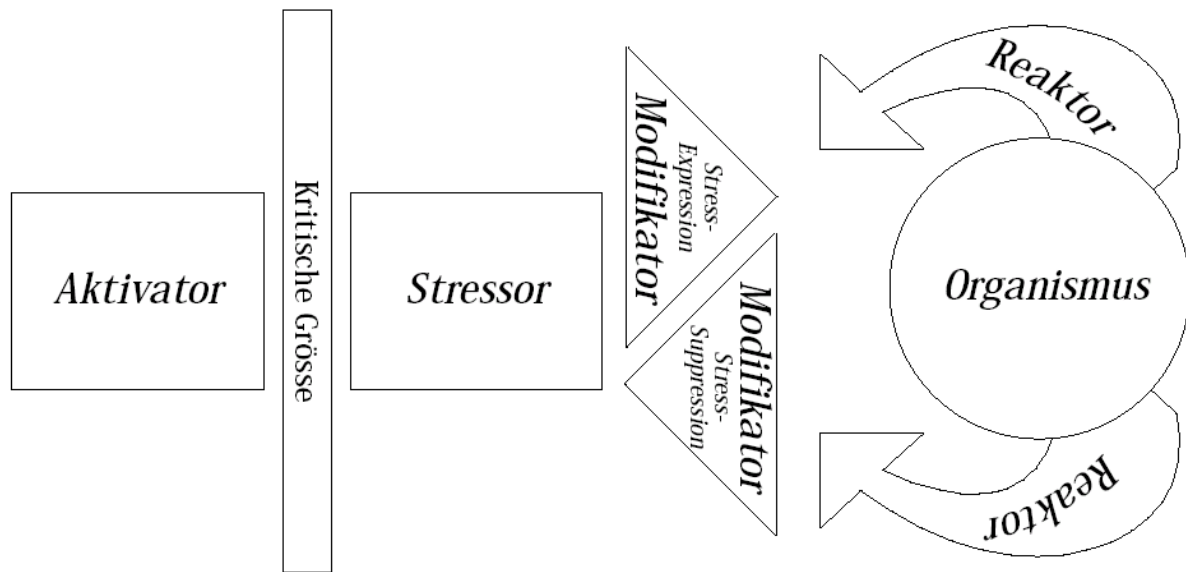 Aktivator
Kritische Grösse
Stressor
Stress-
Expression
Modifikator
Modifikator
Stress-
Suppression
Reaktor
Organismus
Reaktor